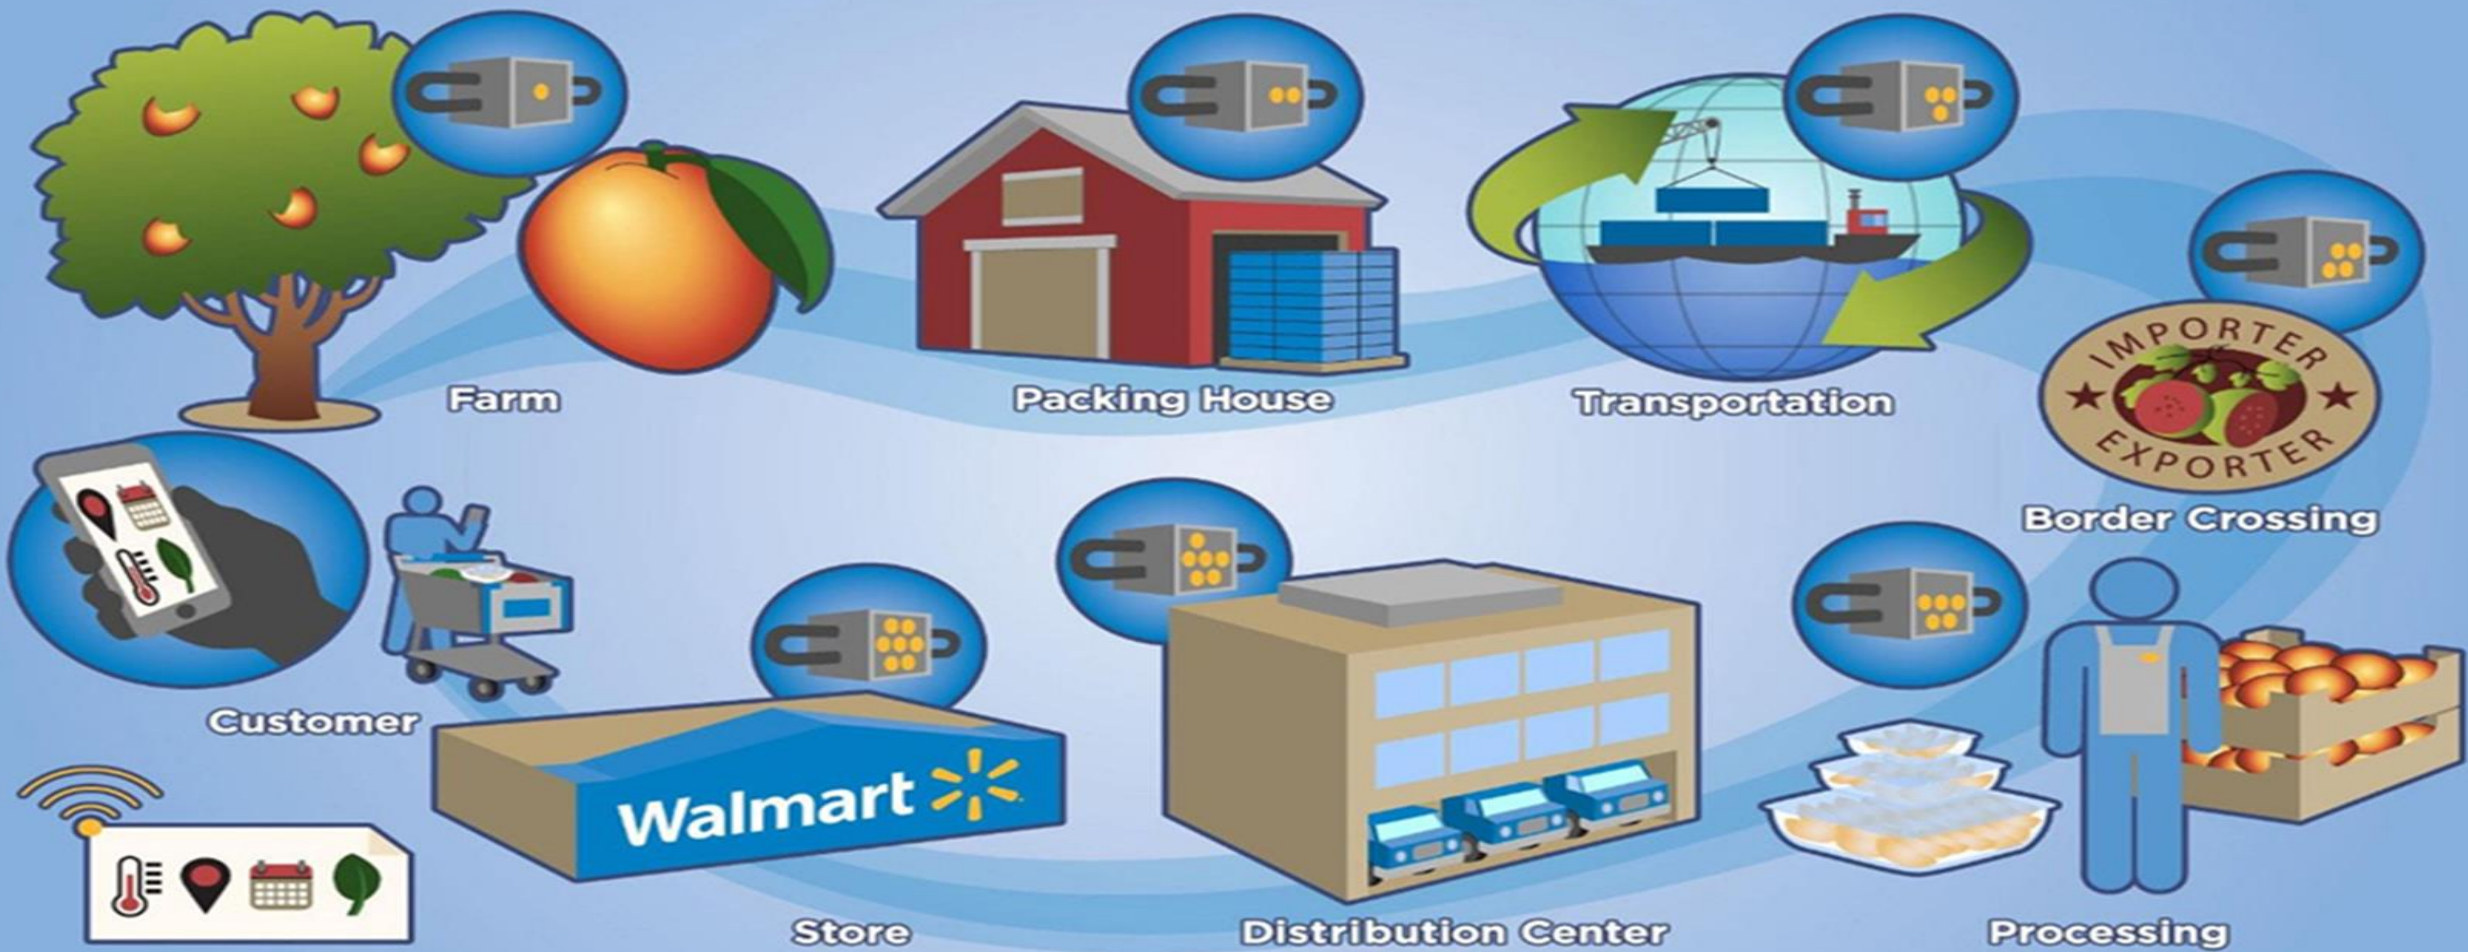 Farm
Packing House
Transportation
IMPORTER
EXPORTER
Border Crossing
Customer
Walmart
Store
Distribution Center
Processing